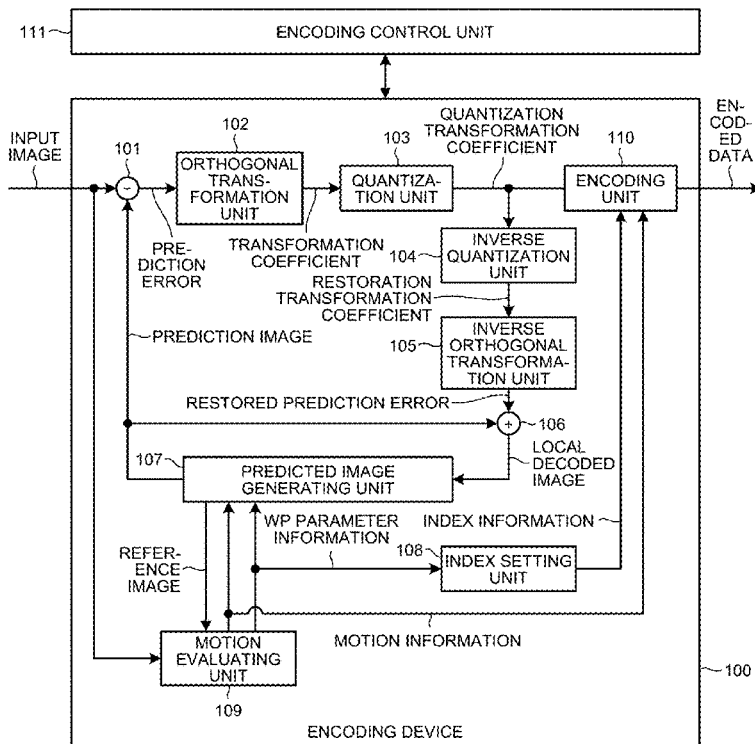 111
ENCODING CONTROL UNIT
INPUT
IMAGE
101
−
102
ORTHOGONAL
TRANS-
FORMATION
UNIT
103
QUANTIZA-
TION UNIT
QUANTIZATION
TRANSFORMATION
COEFFICIENT
110
ENCODING
UNIT
EN-
COD-
ED DATA
PRE-
DICTION
ERROR
TRANSFORMATION
COEFFICIENT
104
INVERSE
QUANTIZATION
UNIT
RESTORATION
TRANSFORMATION
COEFFICIENT
105
INVERSE
ORTHOGONAL
TRANSFORMA-
TION UNIT
PREDICTION IMAGE
RESTORED PREDICTION ERROR
+
106
LOCAL
DECODED
IMAGE
107
PREDICTED IMAGE
GENERATING UNIT
WP PARAMETER
INFORMATION
INDEX INFORMATION
108
INDEX SETTING
UNIT
REFER-
ENCE
IMAGE
MOTION INFORMATION
MOTION
EVALUATING
UNIT
109
100
ENCODING DEVICE